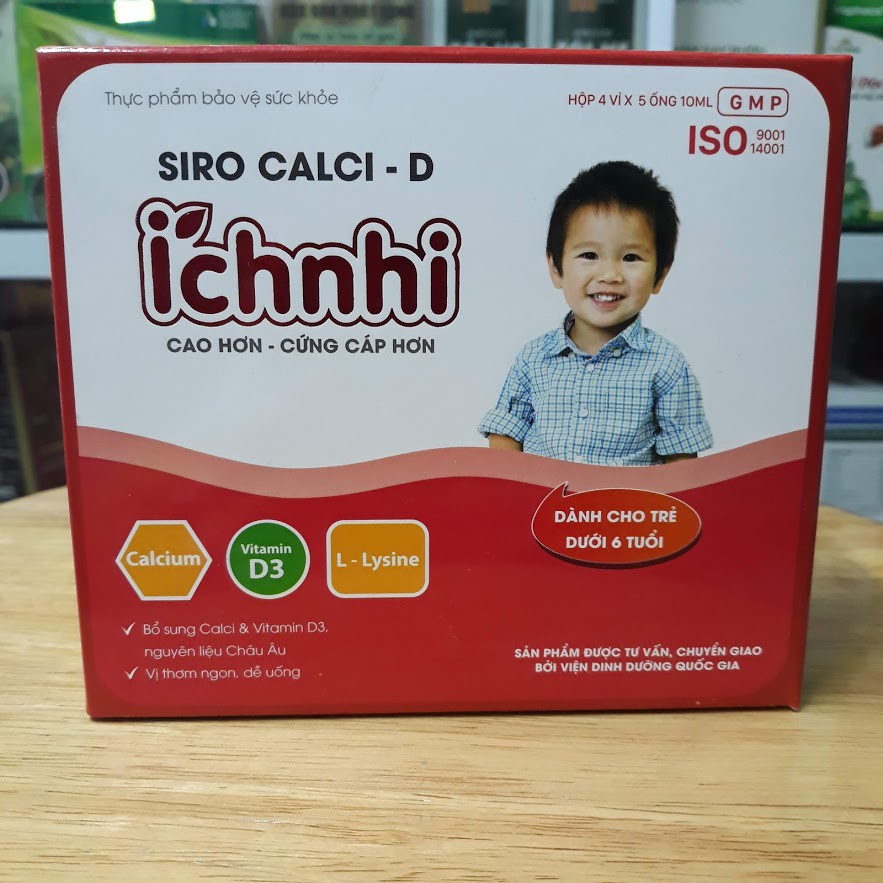 Thực phẩm bảo vệ sức khỏe
HỘP 4 VỈ X 5 ỐNG 10ML
GMP
ISO 9001
14001
SIRO CALCI - D
ichnhi
CAO HƠN - CỨNG CÁP HƠN
DÀNH CHO TRẺ
DƯỚI 6 TUỔI
Calcium
Vitamin
D3
L - Lysine
✓ Bổ sung Calci & Vitamin D3,
nguyên liệu Châu Âu
✓ Vị thơm ngon, dễ uống
SẢN PHẨM ĐƯỢC TƯ VẤN, CHUYỂN GIAO
BỞI VIỆN DINH DƯỠNG QUỐC GIA